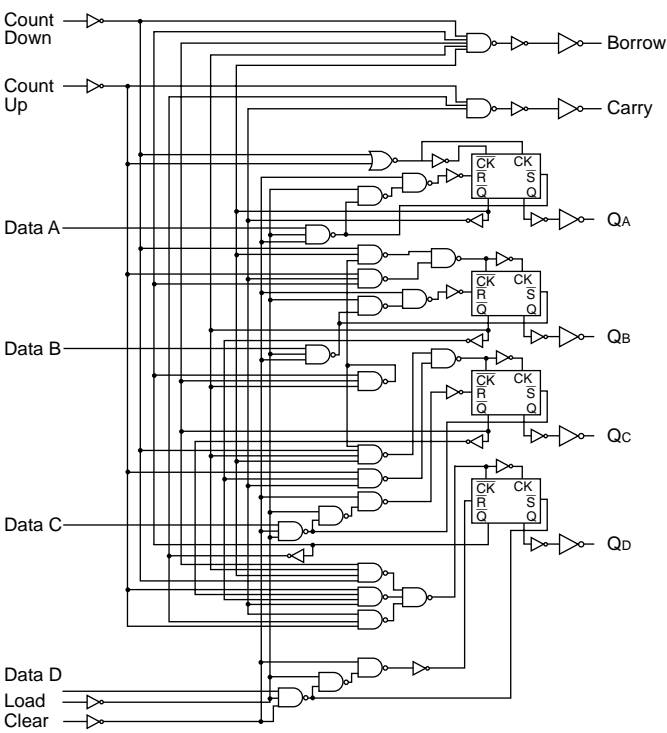 Count
Down
Borrow
Count
Up
Carry
CK CK
R S
Q Q
QA
Data A
CK CK
R S
Q Q
QB
Data B
CK CK
R S
Q Q
QC
CK CK
R S
Q Q
QD
Data C
Data D
Load
Clear